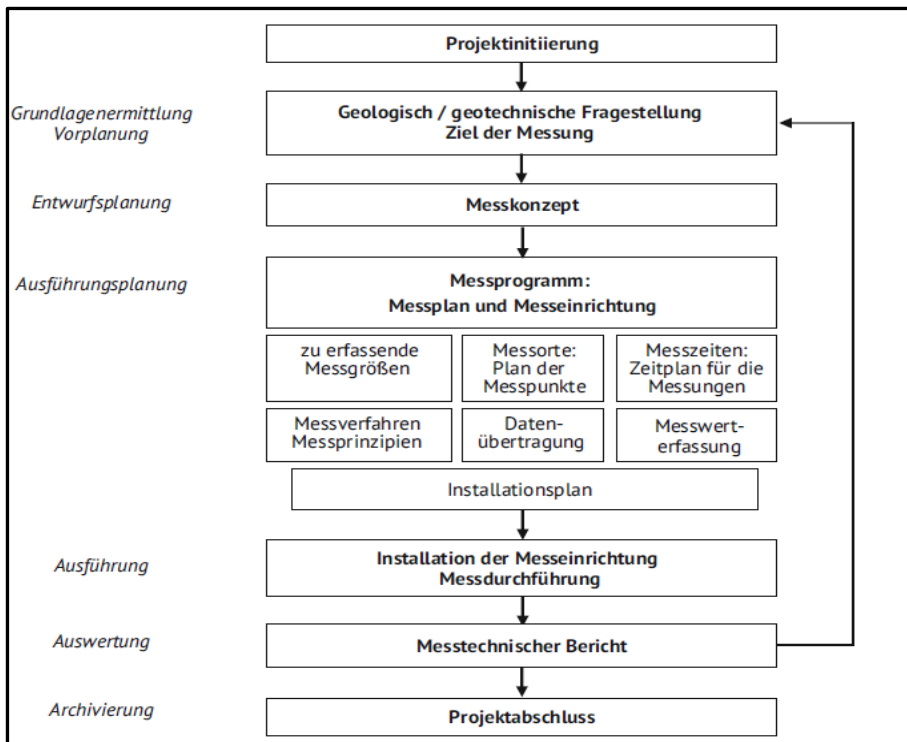 Projektinitiierung
Grundlagenermittlung
Vorplanung
Geologisch / geotechnische Fragestellung
Ziel der Messung
Entwurfsplanung
Messkonzept
Ausführungsplanung
Messprogramm:
Messplan und Messeinrichtung
zu erfassende
Messgrößen
Messorte:
Plan der
Messpunkte
Messzeiten:
Zeitplan für die
Messungen
Messverfahren
Messprinzipien
Daten-
übertragung
Messwert-
erfassung
Installationsplan
Ausführung
Installation der Messeinrichtung
Messdurchführung
Auswertung
Messtechnischer Bericht
Archivierung
Projektabschluss